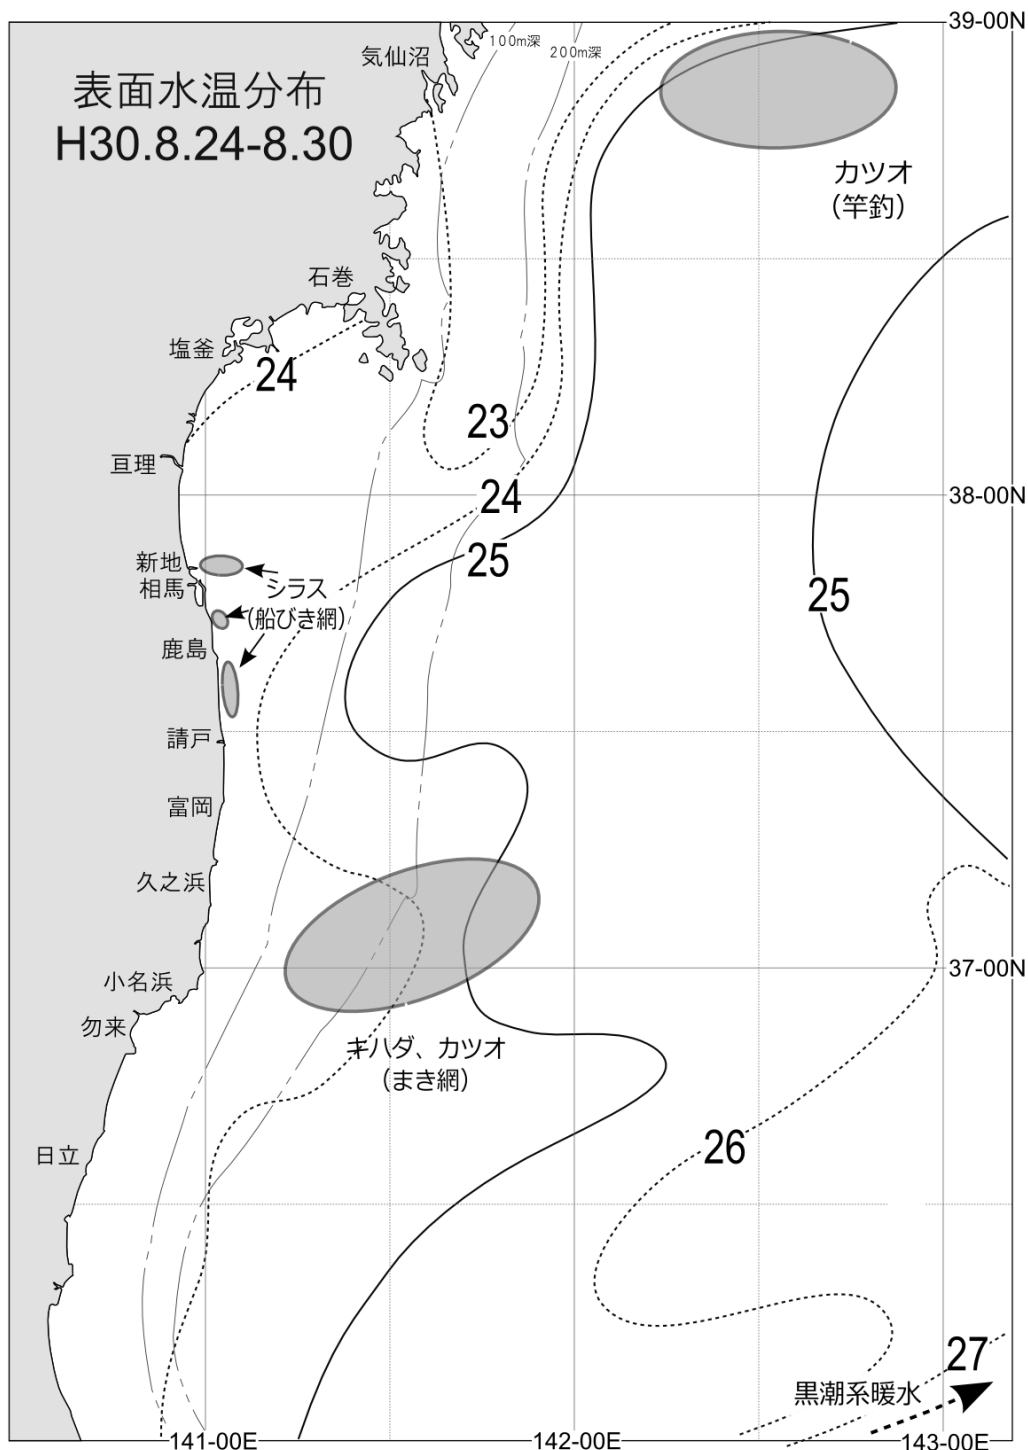 39-00N
100m深
200m深
気仙沼
表面水温分布
H30.8.24-8.30
カツオ
(竿釣)
石巻
塩釜
24
23
亘理
24
38-00N
25
新地
相馬
シラス
(船びき網)
25
鹿島
請戸
富岡
久之浜
37-00N
小名浜
勿来
キハダ、カツオ
(まき網)
日立
26
27
黒潮系暖水
141-00E
142-00E
143-00E